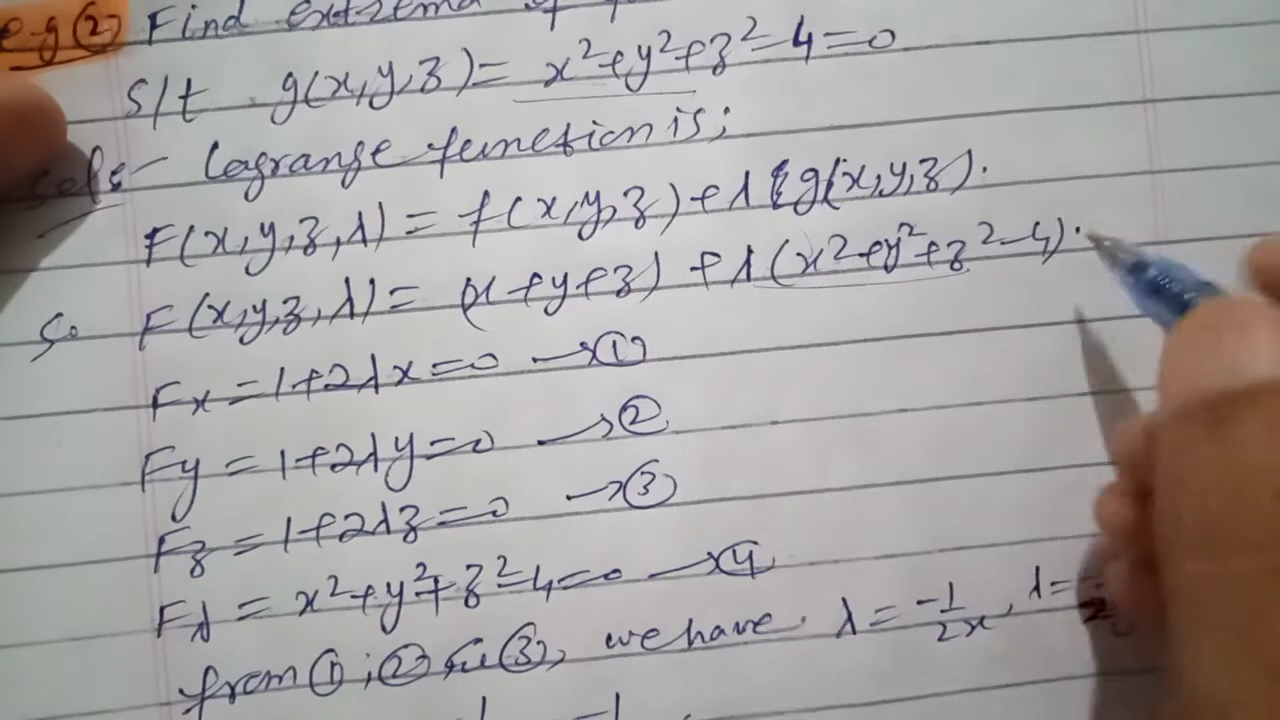 e-g ② Find extrema of
s/t g(x,y,z) = x²+y²+z²-4=0
Sol:- Lagrange function is;
F(x,y,z,λ) = f(x,y,z) + λ g(x,y,z).
So F(x,y,z,λ) = (x+y+z) + λ(x²+y²+z²-4).
Fx = 1+2λx=0 → ①
Fy = 1+2λy=0 → ②
Fz = 1+2λz=0 → ③
Fλ = x²+y²+z²-4=0 → ④
from ①, ② & ③, we have. λ = -1/2x, λ =